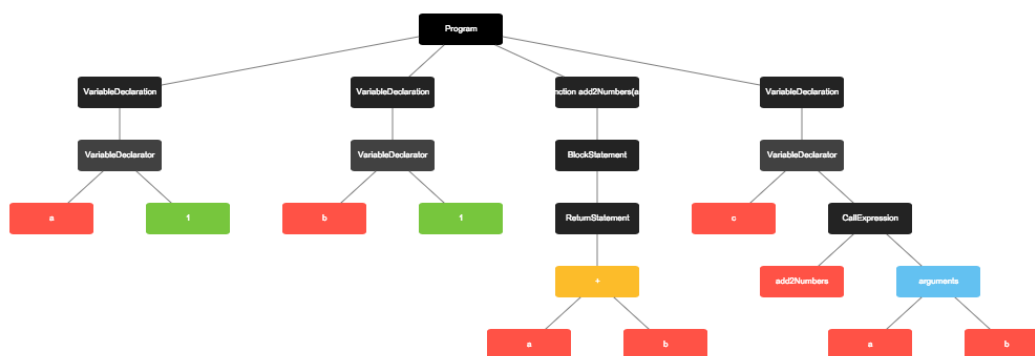 Program
VariableDeclaration VariableDeclaration nction add2Numbers(a VariableDeclaration
VariableDeclarator VariableDeclarator BlockStatement VariableDeclarator
a 1 b 1 ReturnStatement c CallExpression
+ add2Numbers arguments
a b a b